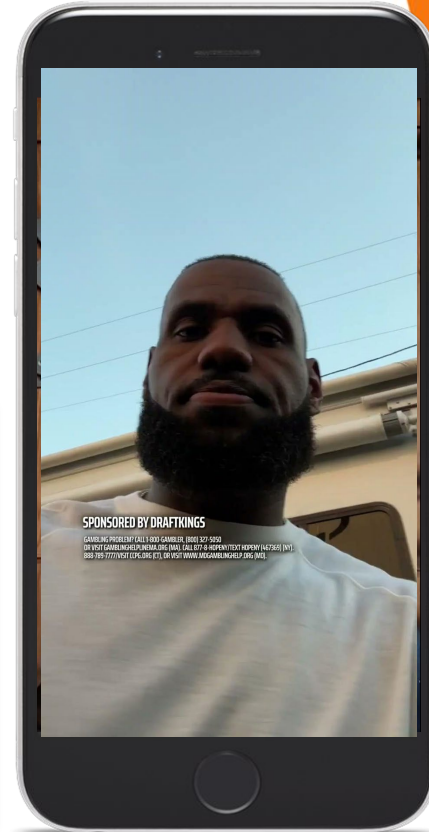 SPONSORED BY DRAFTKINGS
GAMBLING PROBLEM? CALL 1-800-GAMBLER, (800) 327-5050
OR VISIT GAMBLINGHELPLINEMA.ORG (MA). CALL 877-8-HOPENY/TEXT HOPENY (467369) (NY).
888-789-7777/VISIT CCPG.ORG (CT), OR VISIT WWW.MDGAMBLINGHELP.ORG (MD).